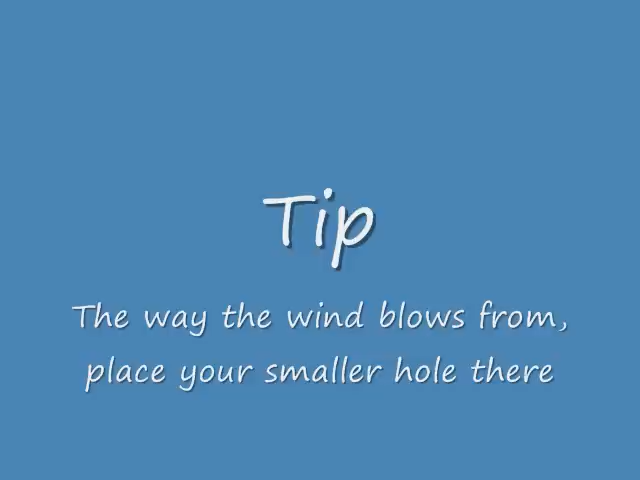 Tip
The way the wind blows from,
place your smaller hole there